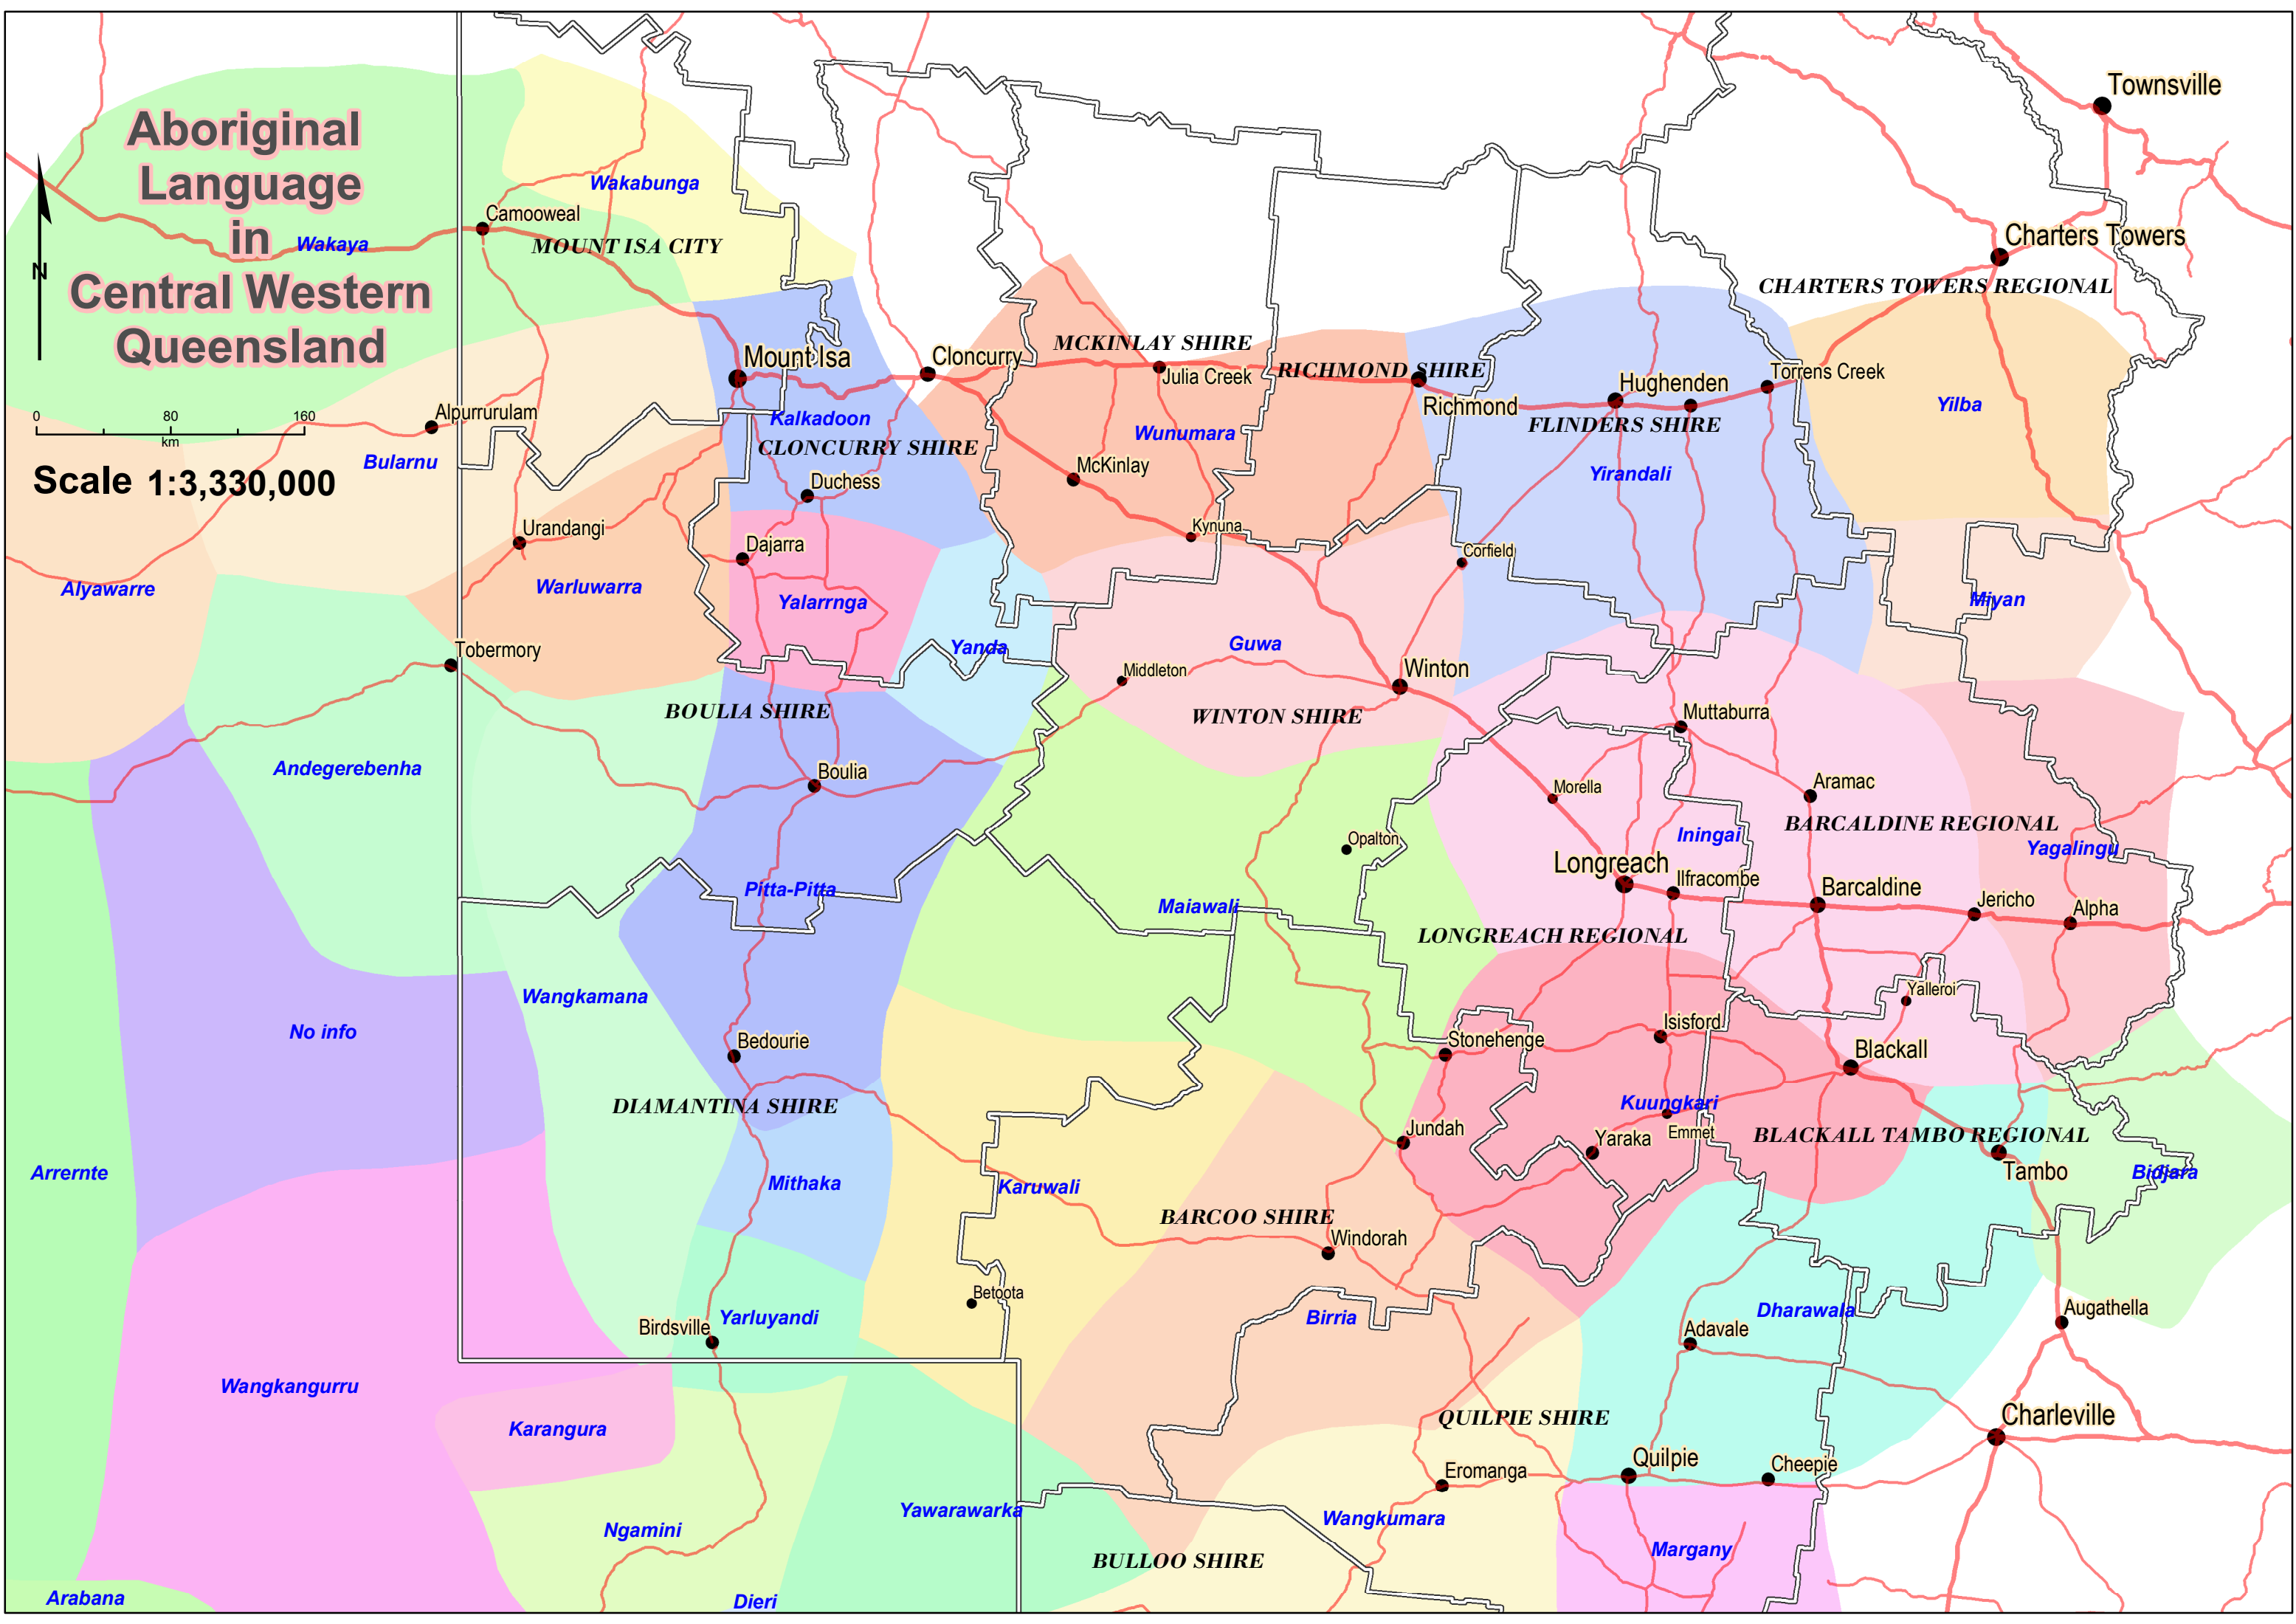 Aboriginal
Language
in
Central Western
Queensland
N
0 80 160
km
Scale 1:3,330,000
Townsville
Wakabunga
Camooweal
Wakaya
MOUNT ISA CITY
Charters Towers
CHARTERS TOWERS REGIONAL
MCKINLAY SHIRE
Mount Isa
Cloncurry
Julia Creek
RICHMOND SHIRE
Richmond
Hughenden
Torrens Creek
Yilba
Alpurrurulam
Kalkadoon
FLINDERS SHIRE
Wunumara
CLONCURRY SHIRE
Bularnu
McKinlay
Yirandali
Duchess
Urandangi
Kynuna
Dajarra
Corfield
Alyawarre
Warluwarra
Yalarrnga
Miyan
Tobermory
Yanda
Guwa
Middleton
Winton
BOULIA SHIRE
WINTON SHIRE
Muttaburra
Andegerebenha
Boulia
Morella
Aramac
Opalton
Iningai
BARCALDINE REGIONAL
Yagalingu
Longreach
Ilfracombe
Pitta-Pitta
Barcaldine
Jericho
Alpha
Maiawali
LONGREACH REGIONAL
Wangkamana
Yalleroi
No info
Isisford
Bedourie
Stonehenge
Blackall
DIAMANTINA SHIRE
Kuungkari
Jundah
Emmet
Yaraka
BLACKALL TAMBO REGIONAL
Arrernte
Mithaka
Karuwali
Tambo
Bidjara
BARCOO SHIRE
Windorah
Betoota
Birdsville
Yarluyandi
Birria
Dharawala
Adavale
Augathella
Wangkangurru
Karangura
QUILPIE SHIRE
Charleville
Quilpie
Cheepie
Eromanga
Yawarawarka
Wangkumara
Ngamini
Margany
BULLOO SHIRE
Arabana
Dieri